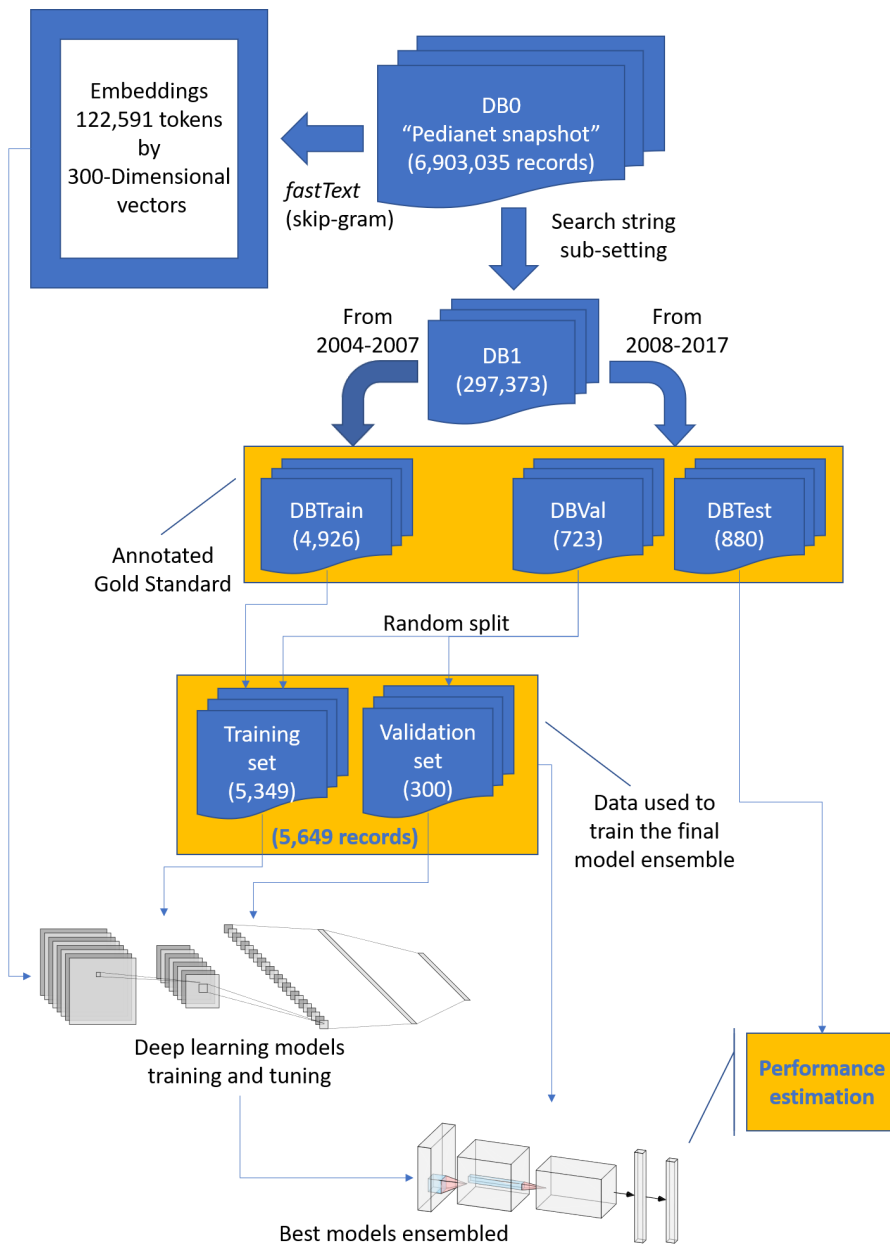 Embeddings
122,591 tokens
by
300-Dimensional
vectors
DB0
“Pedianet snapshot”
(6,903,035 records)
fastText
(skip-gram)
Search string
sub-setting
From
2004-2007
DB1
(297,373)
From
2008-2017
DBTrain
(4,926)
DBVal
(723)
DBTest
(880)
Annotated
Gold Standard
Random split
Training
set
(5,349)
Validation
set
(300)
(5,649 records)
Data used to
train the final
model ensemble
Deep learning models
training and tuning
Performance
estimation
Best models ensembled